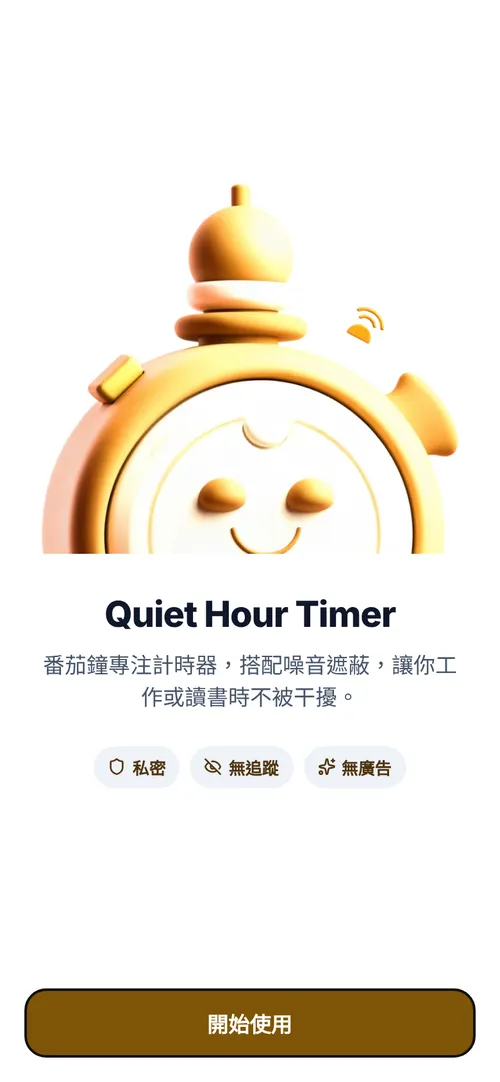 Quiet Hour Timer
番茄鐘專注計時器，搭配噪音遮蔽，讓你工
作或讀書時不被干擾。
私密
無追蹤
無廣告
開始使用